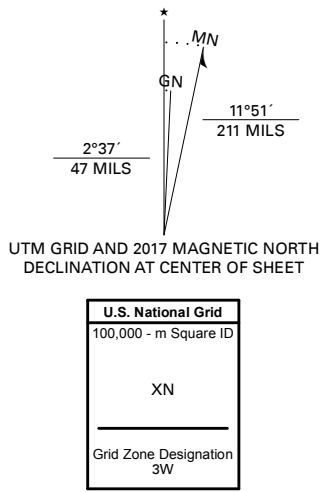 ★
MN
GN
11°51´
211 MILS
2°37´
47 MILS
UTM GRID AND 2017 MAGNETIC NORTH
DECLINATION AT CENTER OF SHEET
U.S. National Grid
100,000 - m Square ID
XN
Grid Zone Designation
3W